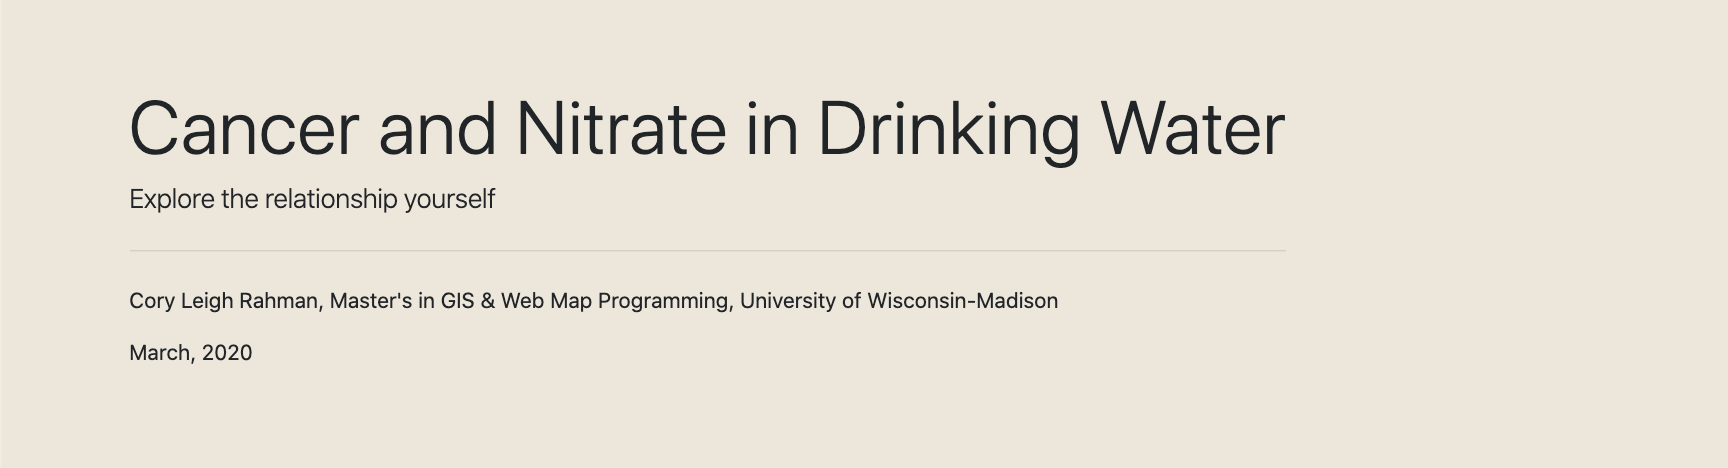 Cancer and Nitrate in Drinking Water
Explore the relationship yourself
Cory Leigh Rahman, Master's in GIS & Web Map Programming, University of Wisconsin-Madison
March, 2020